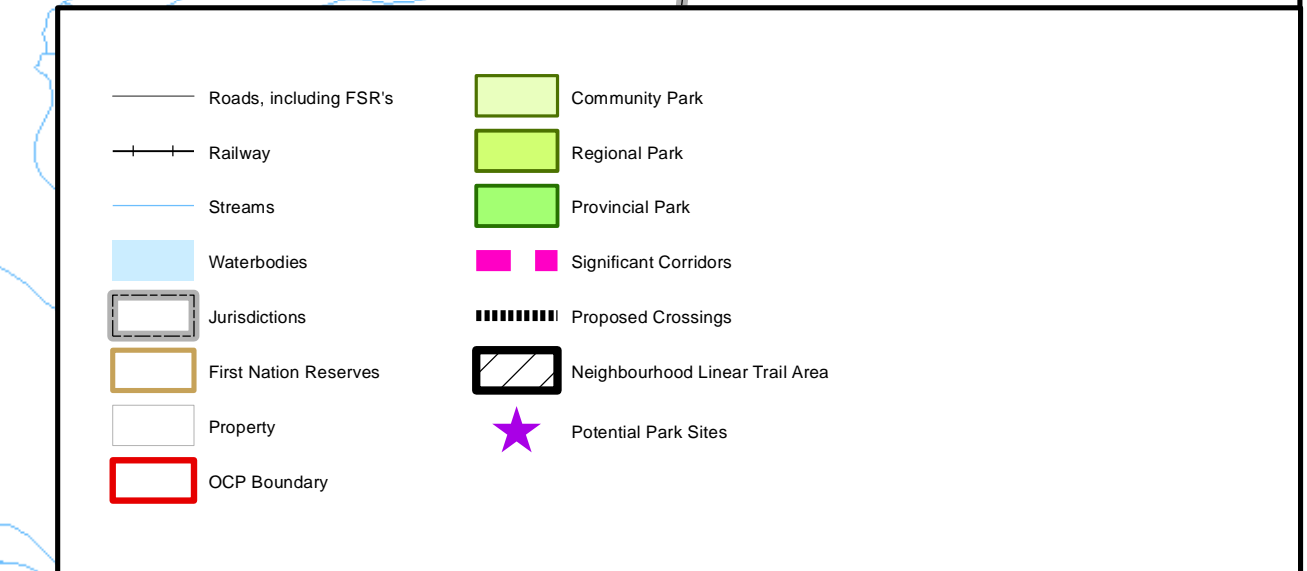 Roads, including FSR's
Railway
Streams
Waterbodies
Jurisdictions
First Nation Reserves
Property
OCP Boundary
Community Park
Regional Park
Provincial Park
Significant Corridors
Proposed Crossings
Neighbourhood Linear Trail Area
Potential Park Sites